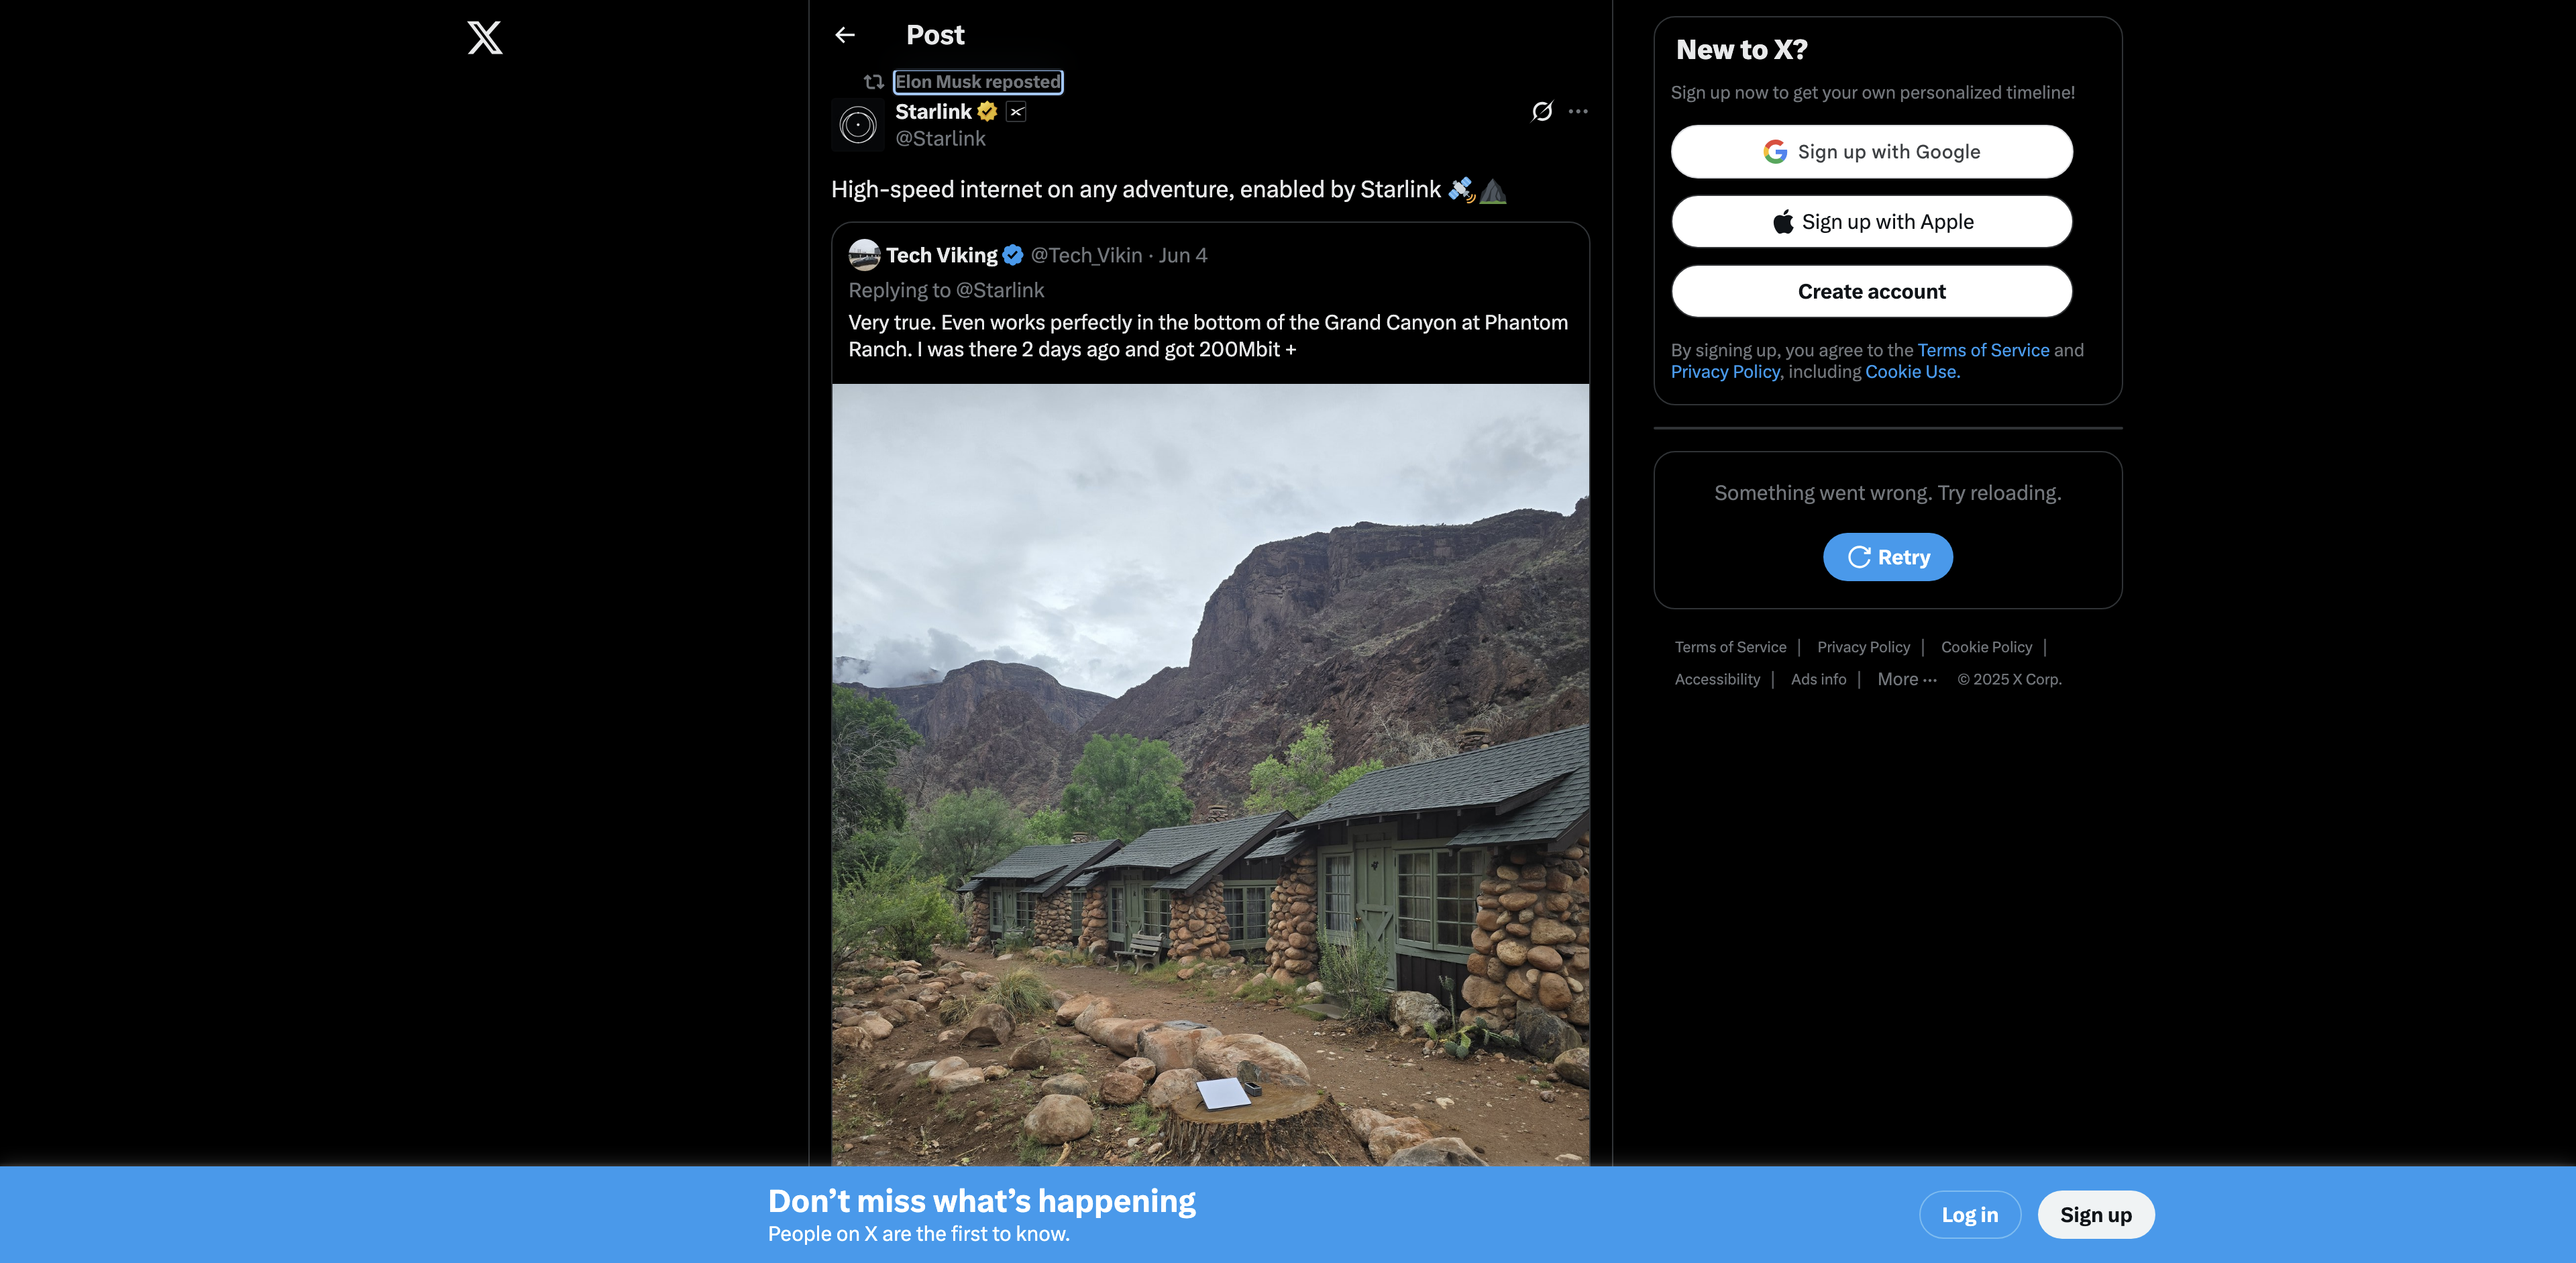 Post
Elon Musk reposted
Starlink
@Starlink
High-speed internet on any adventure, enabled by Starlink 🛰️⛰️
Tech Viking @Tech_Vikin · Jun 4
Replying to @Starlink
Very true. Even works perfectly in the bottom of the Grand Canyon at Phantom
Ranch. I was there 2 days ago and got 200Mbit +
New to X?
Sign up now to get your own personalized timeline!
Sign up with Google
Sign up with Apple
Create account
By signing up, you agree to the Terms of Service and
Privacy Policy, including Cookie Use.
Something went wrong. Try reloading.
Retry
Terms of Service | Privacy Policy | Cookie Policy |
Accessibility | Ads info | More ··· © 2025 X Corp.
Don’t miss what’s happening
People on X are the first to know.
Log in
Sign up